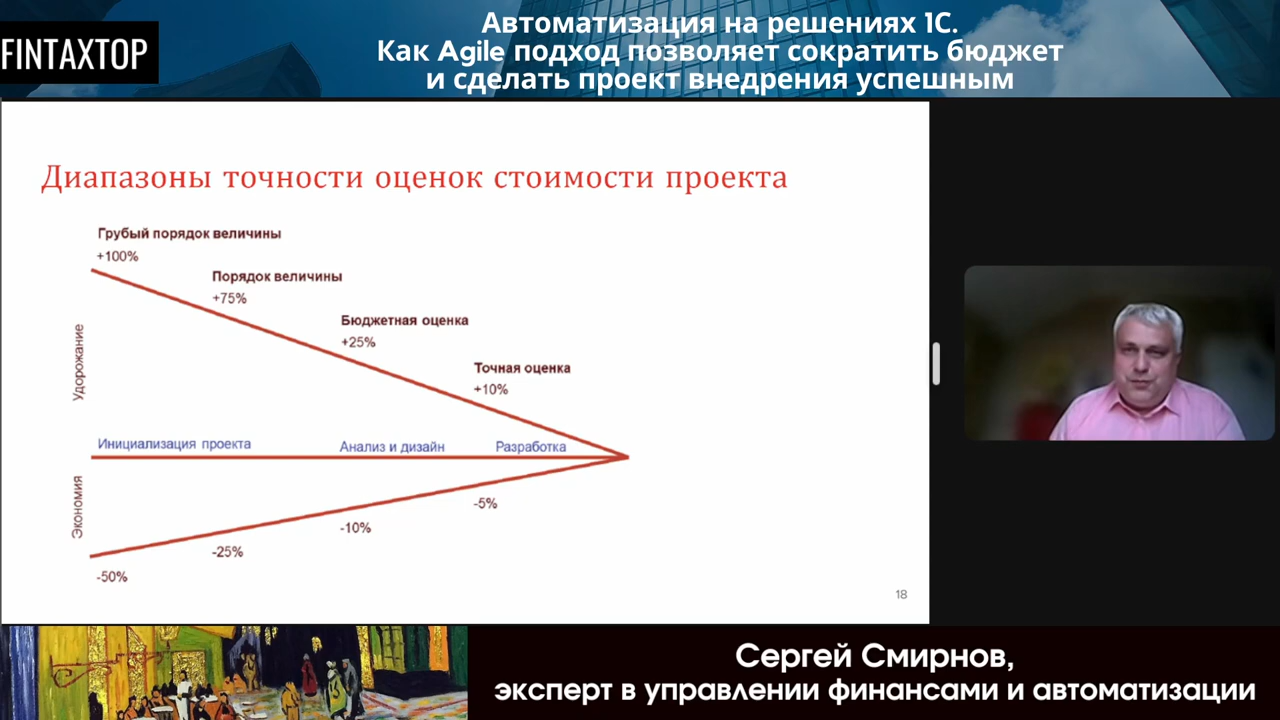 FINTAXTOP
Автоматизация на решениях 1С.
Как Agile подход позволяет сократить бюджет
и сделать проект внедрения успешным
Диапазоны точности оценок стоимости проекта
Грубый порядок величины
+100%
Порядок величины
+75%
Бюджетная оценка
+25%
Точная оценка
+10%
Удорожание
Инициализация проекта
Анализ и дизайн
Разработка
Экономия
-5%
-10%
-25%
-50%
18
Сергей Смирнов,
эксперт в управлении финансами и автоматизации